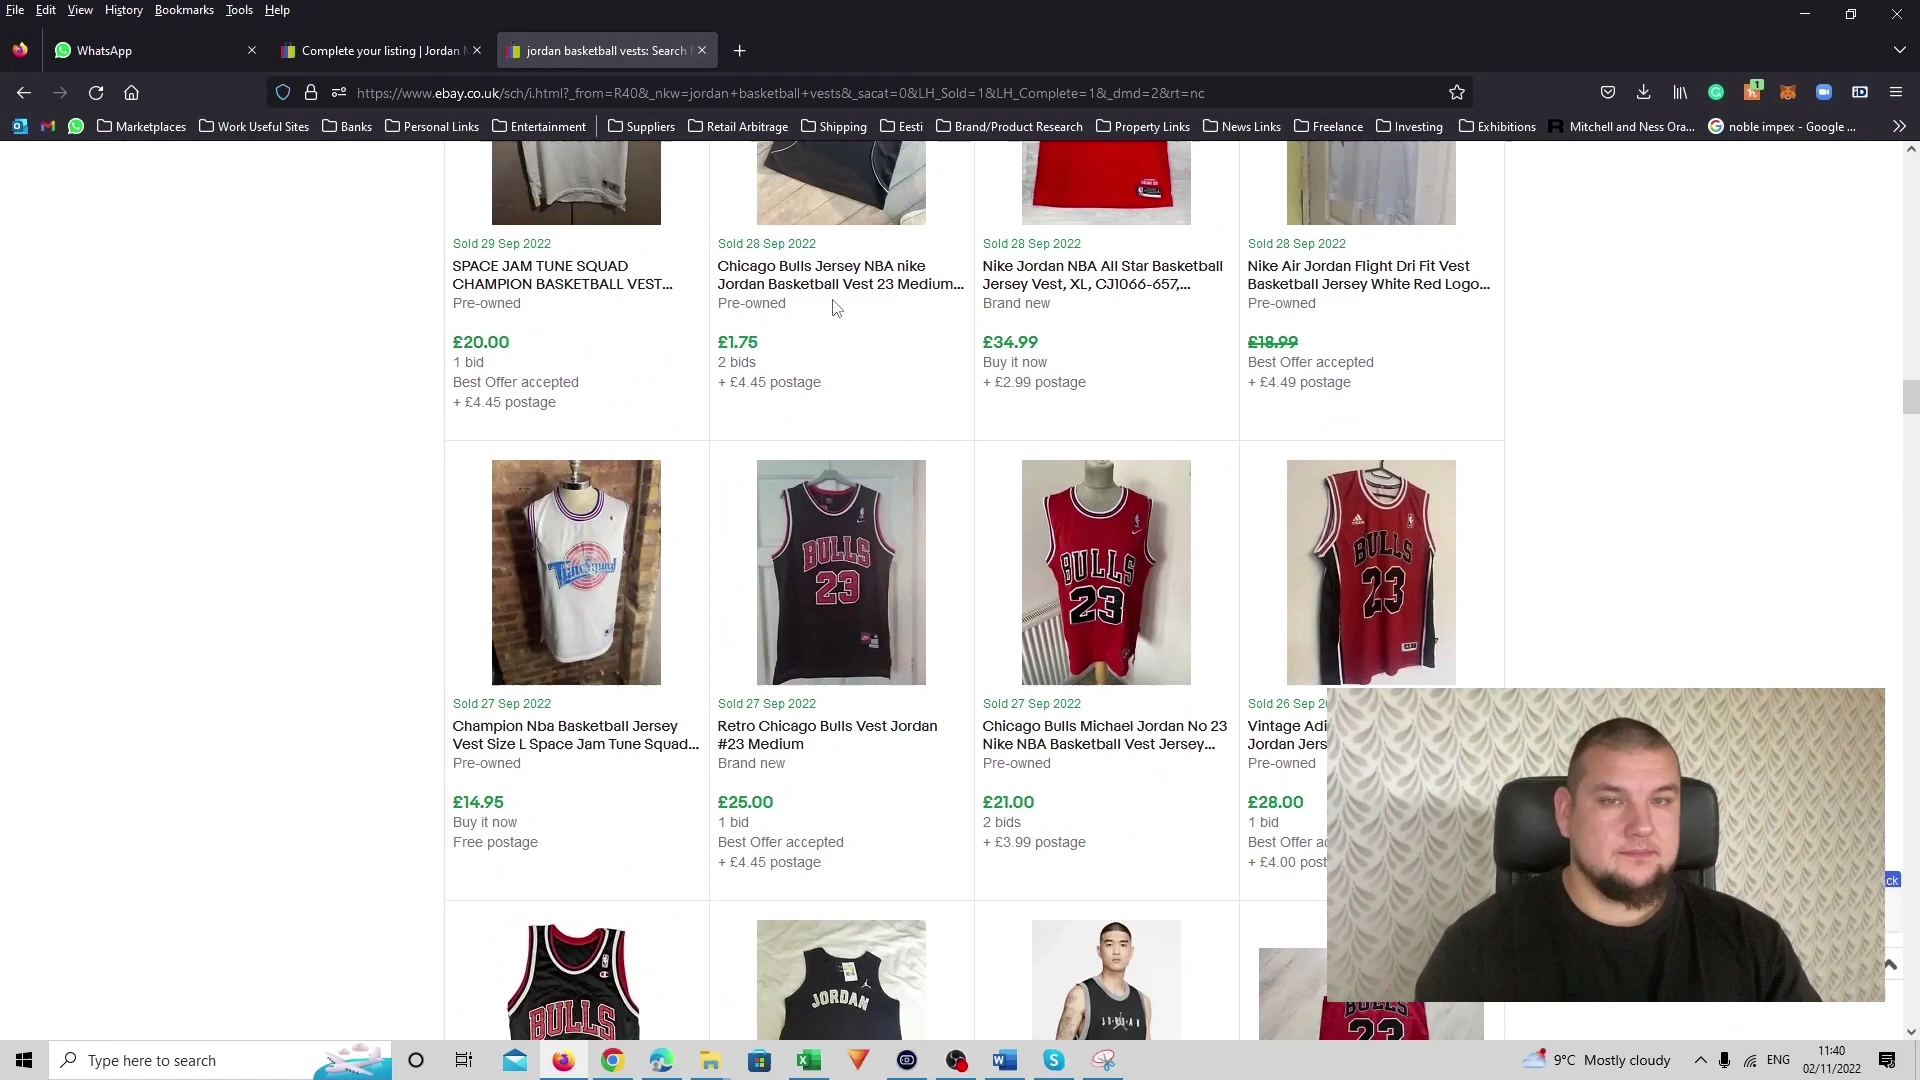 File Edit View History Bookmarks Tools Help
WhatsApp
Complete your listing | Jordan
jordan basketball vests: Search
https://www.ebay.co.uk/sch/i.html?_from=R40&_nkw=jordan+basketball+vests&_sacat=0&LH_Sold=1&LH_Complete=1&_dmd=2&rt=nc
1
Marketplaces Work Useful Sites Banks Personal Links Entertainment Suppliers Retail Arbitrage Shipping Eesti Brand/Product Research Property Links News Links Freelance Investing Exhibitions Mitchell and Ness Ora... noble impex - Google ...
Sold 29 Sep 2022
SPACE JAM TUNE SQUAD
CHAMPION BASKETBALL VEST...
Pre-owned
£20.00
1 bid
Best Offer accepted
+ £4.45 postage
Sold 28 Sep 2022
Chicago Bulls Jersey NBA nike
Jordan Basketball Vest 23 Medium...
Pre-owned
£1.75
2 bids
+ £4.45 postage
Sold 28 Sep 2022
Nike Jordan NBA All Star Basketball
Jersey Vest, XL, CJ1066-657,...
Brand new
£34.99
Buy it now
+ £2.99 postage
Sold 28 Sep 2022
Nike Air Jordan Flight Dri Fit Vest
Basketball Jersey White Red Logo...
Pre-owned
£18.99
Best Offer accepted
+ £4.49 postage
TuneSquad
BULLS
23
BULLS
23
BULLS
23
Sold 27 Sep 2022
Champion Nba Basketball Jersey
Vest Size L Space Jam Tune Squad...
Pre-owned
£14.95
Buy it now
Free postage
Sold 27 Sep 2022
Retro Chicago Bulls Vest Jordan
#23 Medium
Brand new
£25.00
1 bid
Best Offer accepted
+ £4.45 postage
Sold 27 Sep 2022
Chicago Bulls Michael Jordan No 23
Nike NBA Basketball Vest Jersey...
Pre-owned
£21.00
2 bids
+ £3.99 postage
Sold 26 Sep
Vintage Adi
Jordan Jers
Pre-owned
£28.00
1 bid
Best Offer a
+ £4.00 post
ck
BULLS
JORDAN
JORDAN
BULLS
23
Type here to search
9°C Mostly cloudy
ENG
11:40
02/11/2022